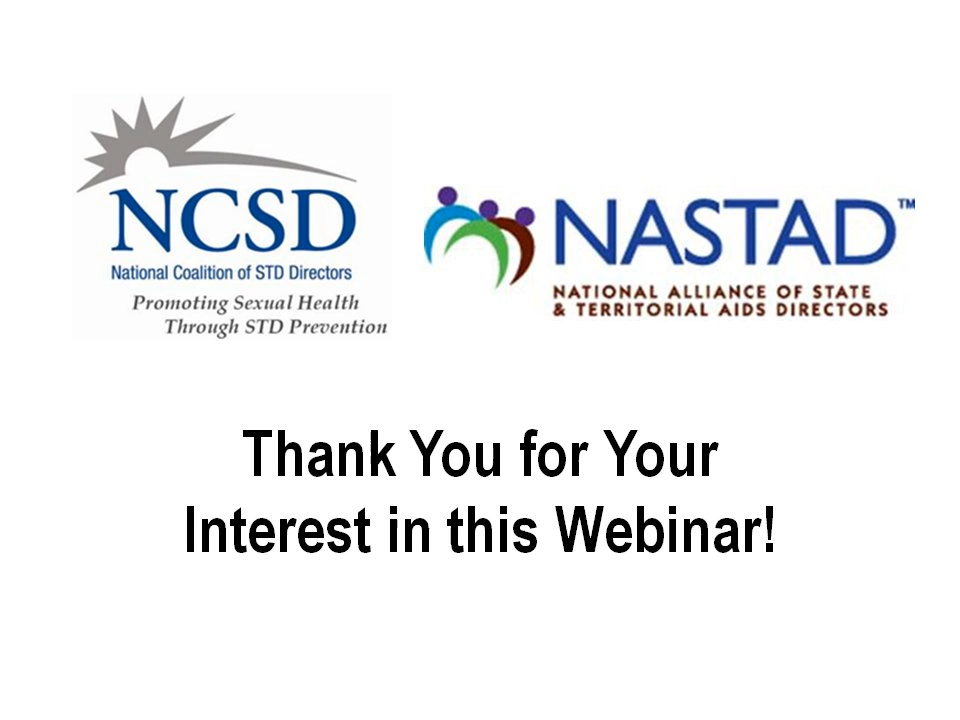 NCSD
National Coalition of STD Directors
Promoting Sexual Health
Through STD Prevention
NASTAD™
NATIONAL ALLIANCE OF STATE
& TERRITORIAL AIDS DIRECTORS
Thank You for Your
Interest in this Webinar!